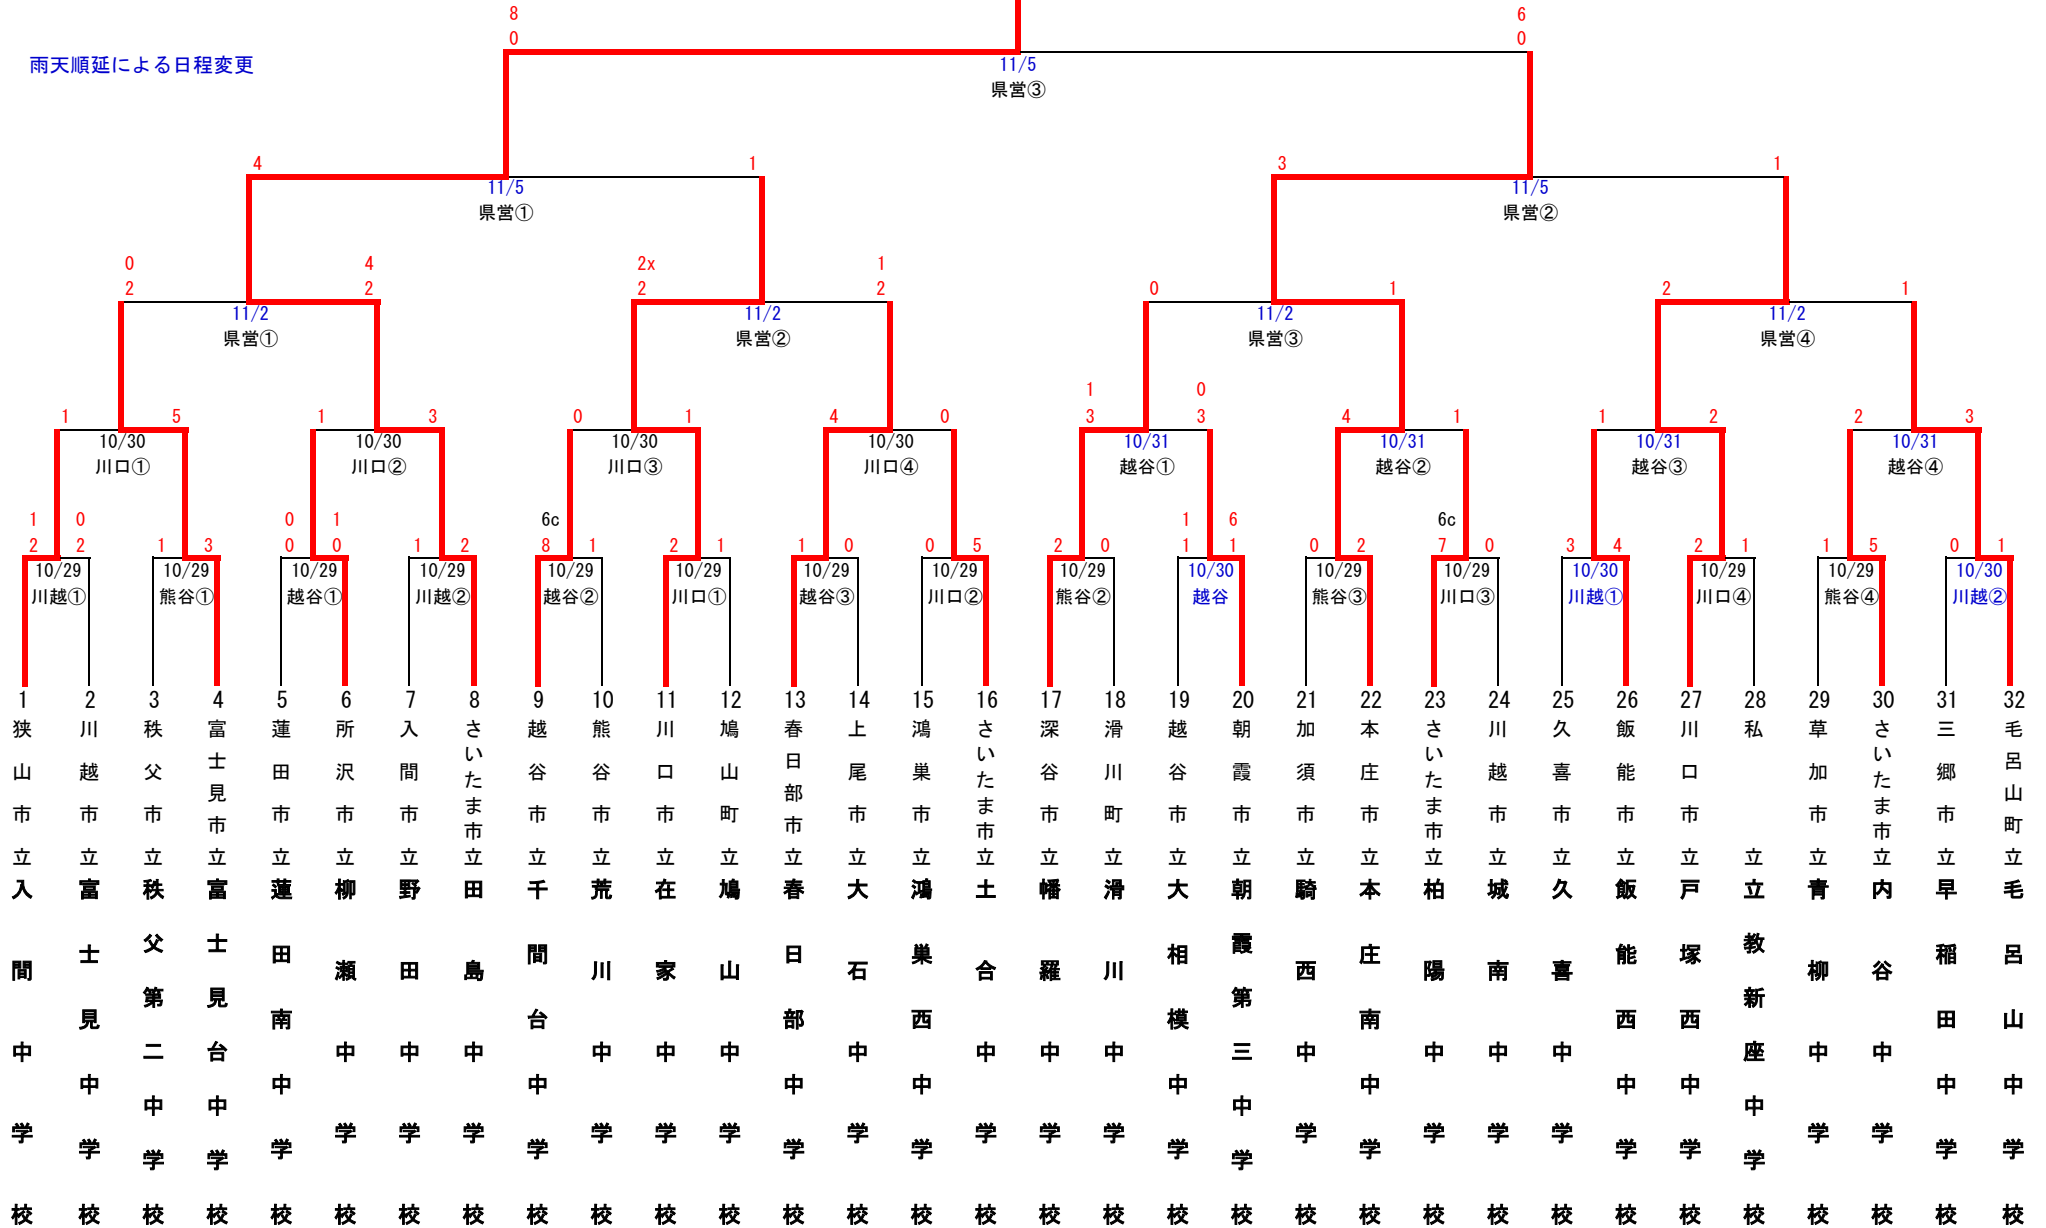 8 6
0 0
雨天順延による日程変更
11/5
県営③
4 1 3 1
11/5 11/5
県営① 県営②
0 4 2x 1
2 2 2 2 0 1 2 1
11/2 11/2 11/2 11/2
県営① 県営② 県営③ 県営④
1 0
1 5 1 3 0 1 4 0 3 3 4 1 1 2 2 3
10/30 10/30 10/30 10/30 10/31 10/31 10/31 10/31
川口① 川口② 川口③ 川口④ 越谷① 越谷② 越谷③ 越谷④
1 0 0 1 6c 1 6 6c
2 2 1 3 0 0 1 2 8 1 2 1 1 0 0 5 2 0 1 1 0 2 7 0 3 4 2 1 1 5 0 1
10/29 10/29 10/29 10/29 10/29 10/29 10/29 10/29 10/29 10/30 10/29 10/29 10/30 10/29 10/29 10/30
川越① 熊谷① 越谷① 川越② 越谷② 川口① 越谷③ 川口② 熊谷② 越谷 熊谷③ 川口③ 川越① 川口④ 熊谷④ 川越②
1 狭山市立入間中学校
2 川越市立富士見中学校
3 秩父市立秩父第二中学校
4 富士見市立富士見台中学校
5 蓮田市立蓮田南中学校
6 所沢市立柳瀬中学校
7 入間市立野田中学校
8 さいたま市立田島中学校
9 越谷市立千間台中学校
10 熊谷市立荒川中学校
11 川口市立在家中学校
12 鳩山町立鳩山中学校
13 春日部市立春日部中学校
14 上尾市立大石中学校
15 鴻巣市立鴻巣西中学校
16 さいたま市立土合中学校
17 深谷市立幡羅中学校
18 滑川町立滑川中学校
19 越谷市立大相模中学校
20 朝霞市立朝霞第三中学校
21 加須市立騎西中学校
22 本庄市立本庄南中学校
23 さいたま市立柏陽中学校
24 川越市立城南中学校
25 久喜市立久喜中学校
26 飯能市立飯能西中学校
27 川口市立戸塚西中学校
28 私立立教新座中学校
29 草加市立青柳中学校
30 さいたま市立内谷中学校
31 三郷市立早稲田中学校
32 毛呂山町立毛呂山中学校